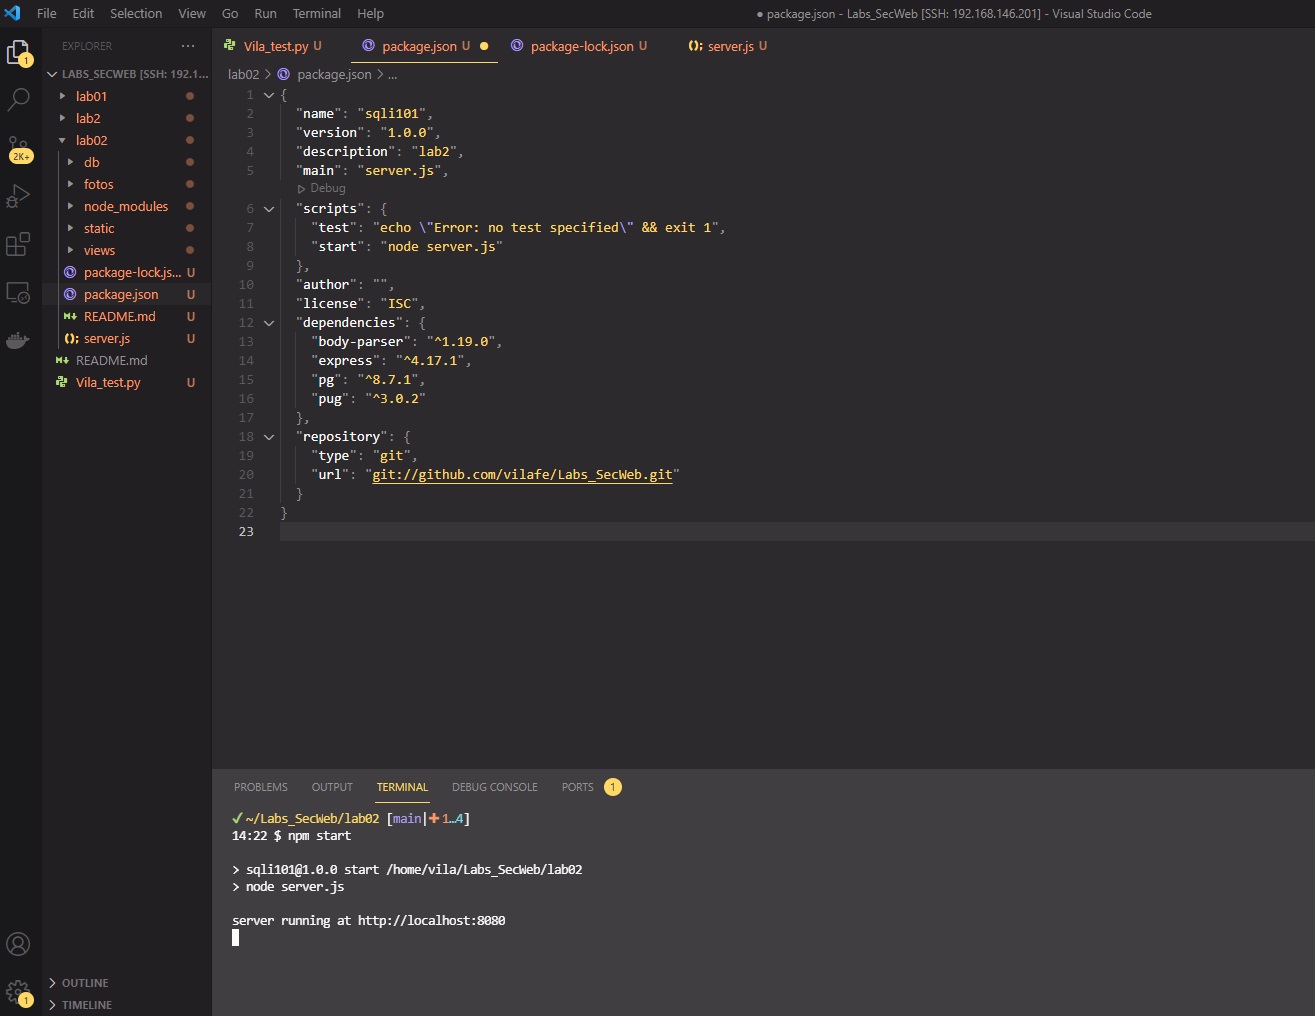 File Edit Selection View Go Run Terminal Help
● package.json - Labs_SecWeb [SSH: 192.168.146.201] - Visual Studio Code
EXPLORER ...
1
2K+
1
LABS_SECWEB [SSH: 192.1...
lab01
lab2
lab02
db
fotos
node_modules
static
views
package-lock.js... U
package.json U
README.md U
server.js U
README.md
Vila_test.py U
OUTLINE
TIMELINE
Vila_test.py U package.json U package-lock.json U server.js U
lab02 > package.json > ...
1 {
2 "name": "sqli101",
3 "version": "1.0.0",
4 "description": "lab2",
5 "main": "server.js",
Debug
6 "scripts": {
7 "test": "echo \"Error: no test specified\" && exit 1",
8 "start": "node server.js"
9 },
10 "author": "",
11 "license": "ISC",
12 "dependencies": {
13 "body-parser": "^1.19.0",
14 "express": "^4.17.1",
15 "pg": "^8.7.1",
16 "pug": "^3.0.2"
17 },
18 "repository": {
19 "type": "git",
20 "url": "git://github.com/vilafe/Labs_SecWeb.git"
21 }
22 }
23
PROBLEMS OUTPUT TERMINAL DEBUG CONSOLE PORTS 1
✓ ~/Labs_SecWeb/lab02 [main|✚ 1…4]
14:22 $ npm start
> sqli101@1.0.0 start /home/vila/Labs_SecWeb/lab02
> node server.js
server running at http://localhost:8080